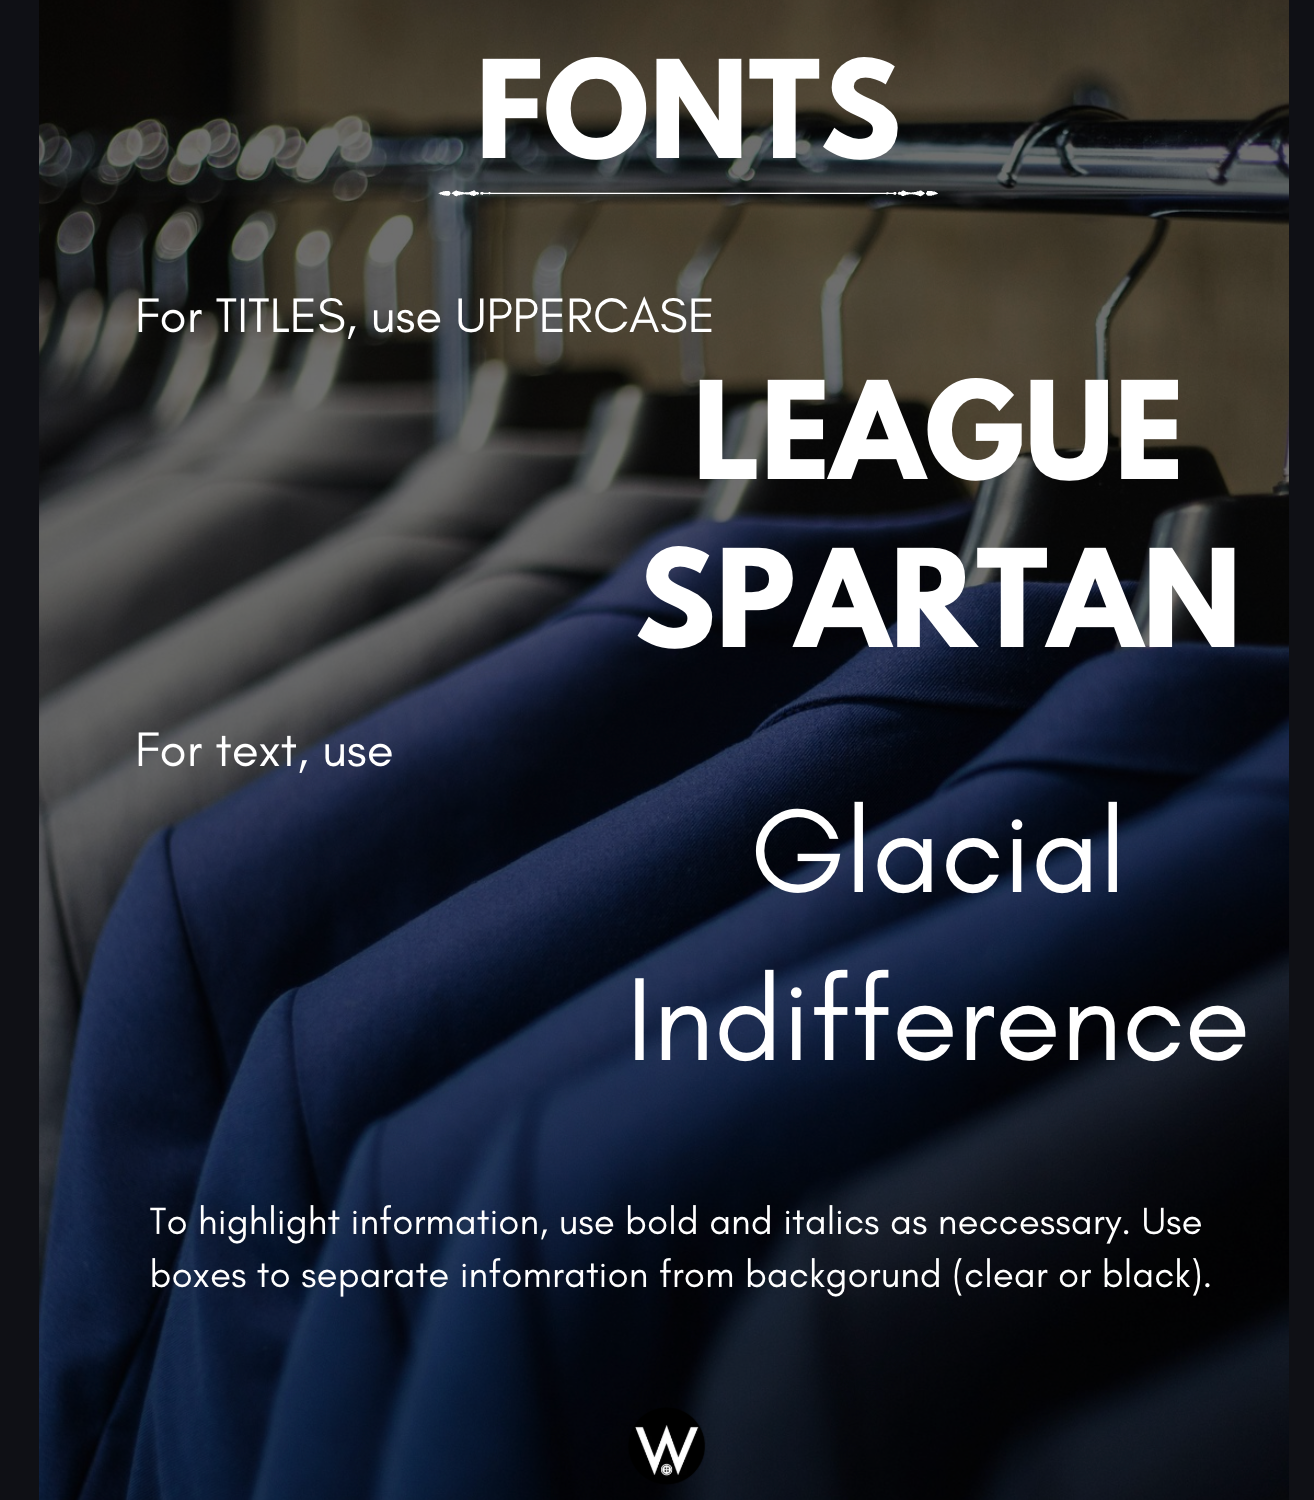 FONTS
For TITLES, use UPPERCASE
LEAGUE
SPARTAN
For text, use
Glacial
Indifference
To highlight information, use bold and italics as neccessary. Use
boxes to separate infomration from backgorund (clear or black).
W